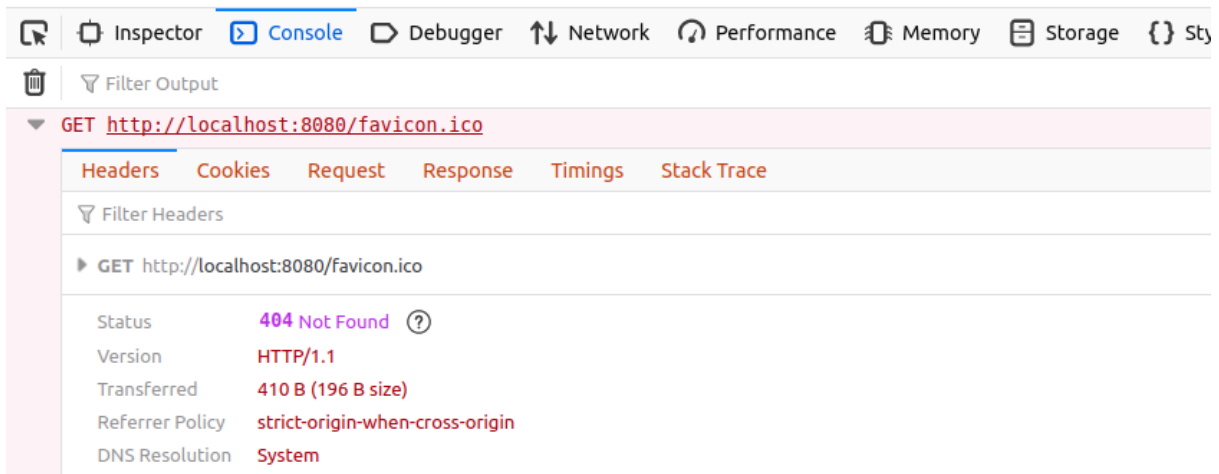 Inspector Console Debugger Network Performance Memory Storage {} Sty
Filter Output
GET http://localhost:8080/favicon.ico
Headers Cookies Request Response Timings Stack Trace
Filter Headers
GET http://localhost:8080/favicon.ico
Status 404 Not Found ?
Version HTTP/1.1
Transferred 410 B (196 B size)
Referrer Policy strict-origin-when-cross-origin
DNS Resolution System